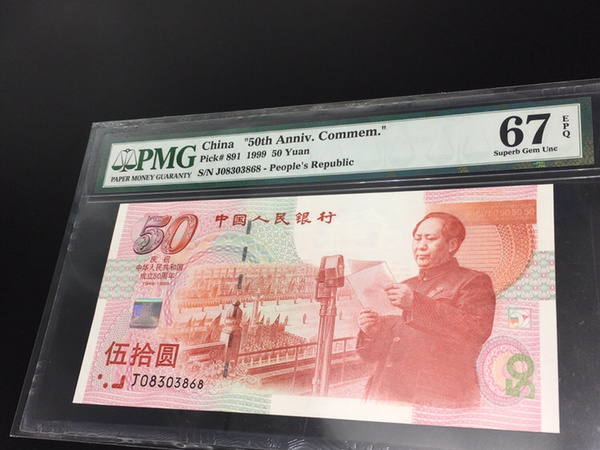 PMG
PAPER MONEY GUARANTY
China "50th Anniv. Commem."
Pick# 891 1999 50 Yuan
S/N J08303868 - People's Republic
67 EPQ
Superb Gem Unc
50 中国人民银行
庆祝
中华人民共和国
成立50周年
1949-1999
伍拾圆
J08303868
50